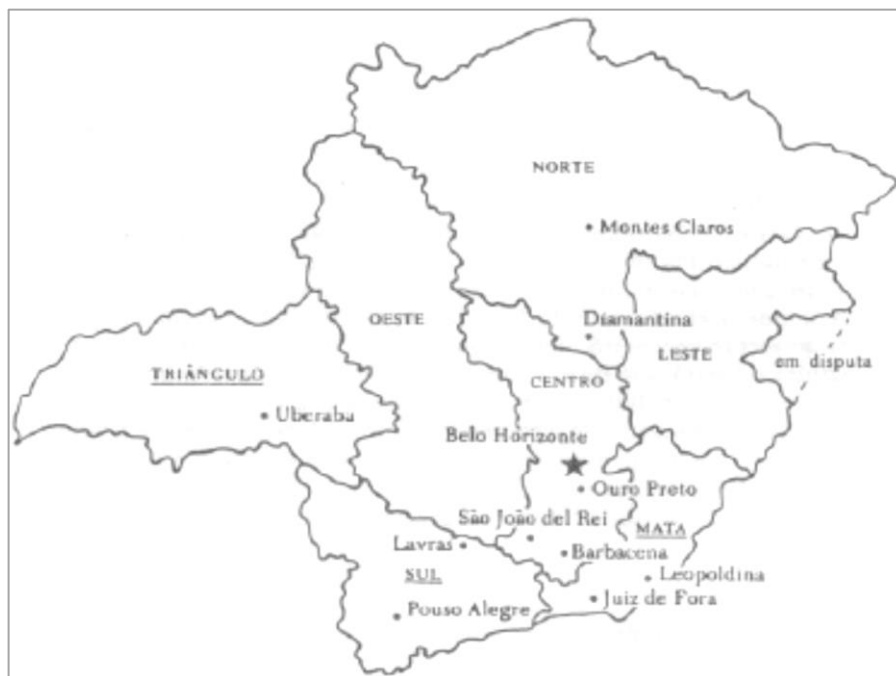 NORTE
Montes Claros
OESTE
Diamantina
LESTE
em disputa
TRIÂNGULO
CENTRO
Uberaba
Belo Horizonte
Ouro Preto
São João del Rei
MATA
Lavras
Barbacena
SUL
Leopoldina
Juiz de Fora
Pouso Alegre